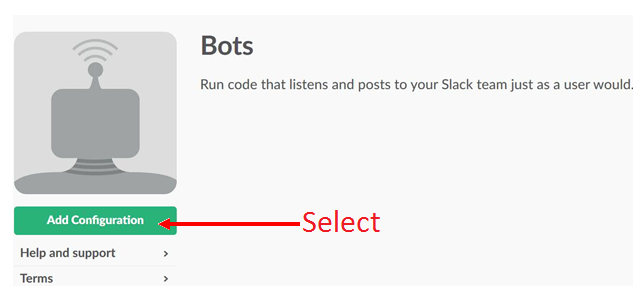 Bots
Run code that listens and posts to your Slack team just as a user would.
Add Configuration
Select
Help and support
Terms